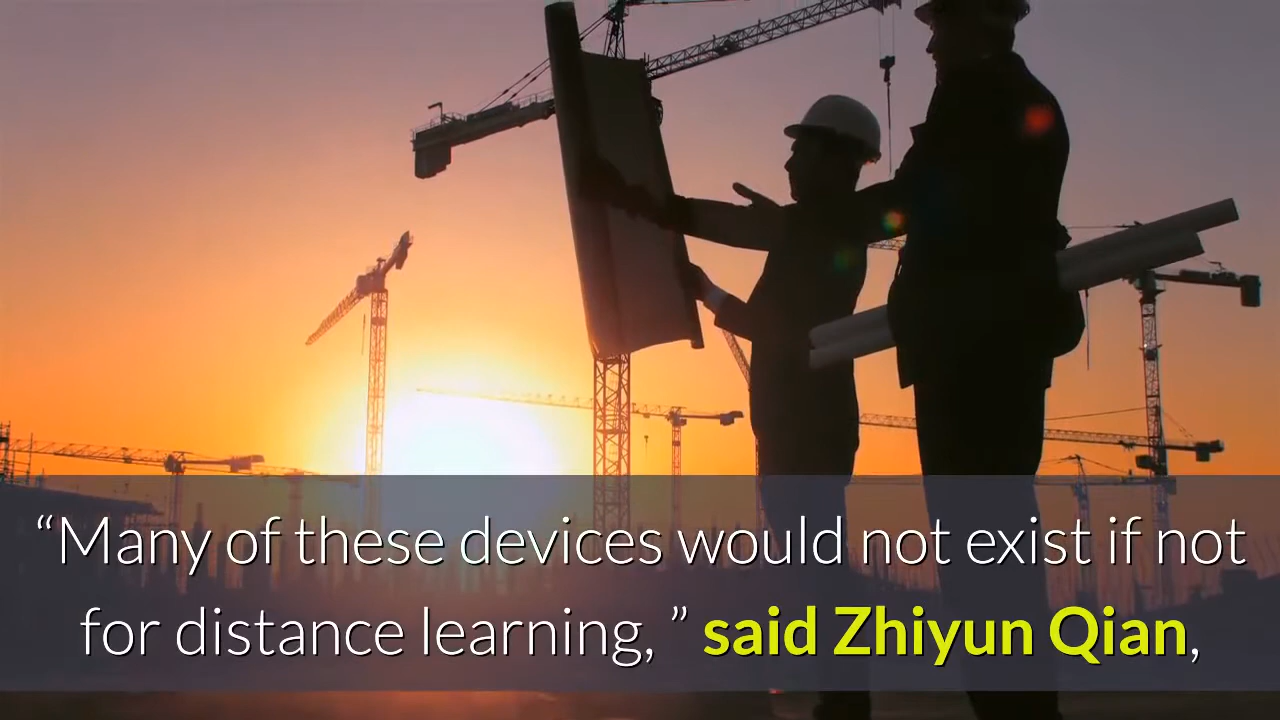 “Many of these devices would not exist if not
for distance learning, ” said Zhiyun Qian,